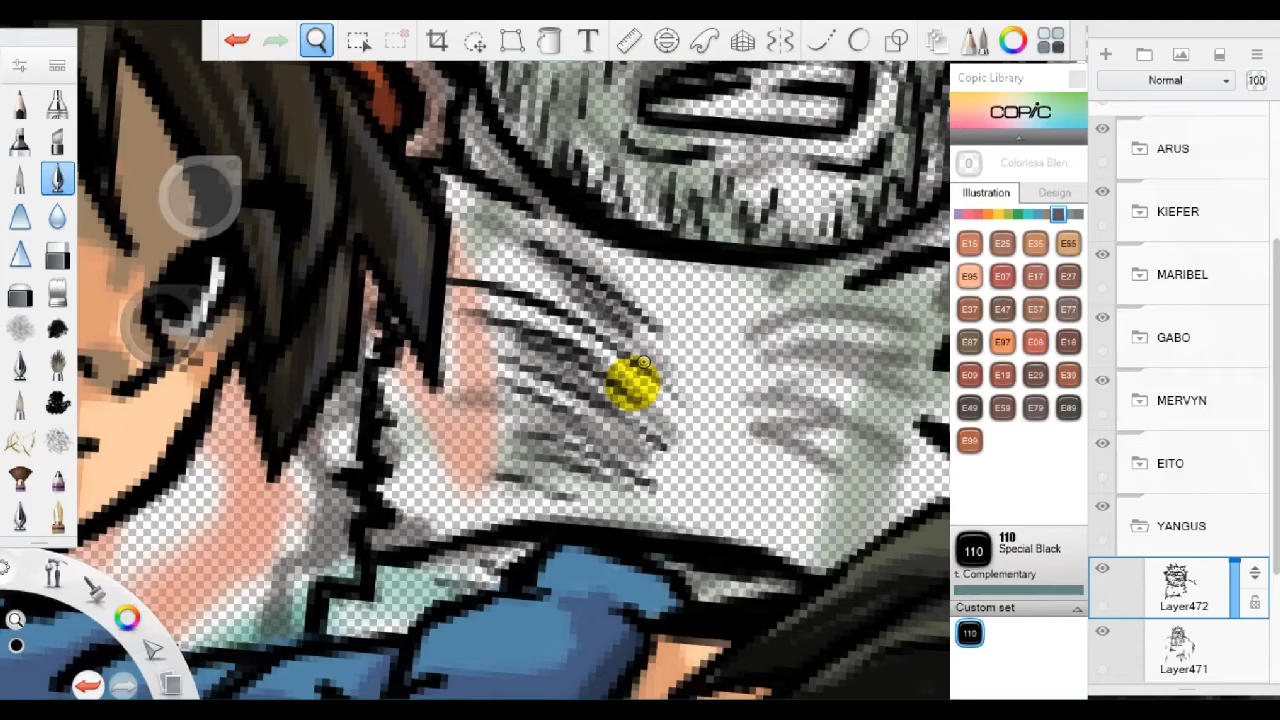 T
Copic Library
COPIC
0 Colorless Blen...
Illustration Design
E15 E25 E35 E55
E95 E07 E17 E27
E37 E47 E57 E77
E87 E97 E08 E18
E09 E19 E29 E39
E49 E59 E79 E89
E99
110 110
Special Black
t. Complementary
Custom set
110
Normal 100
ARUS
KIEFER
MARIBEL
GABO
MERVYN
EITO
YANGUS
Layer472
Layer471